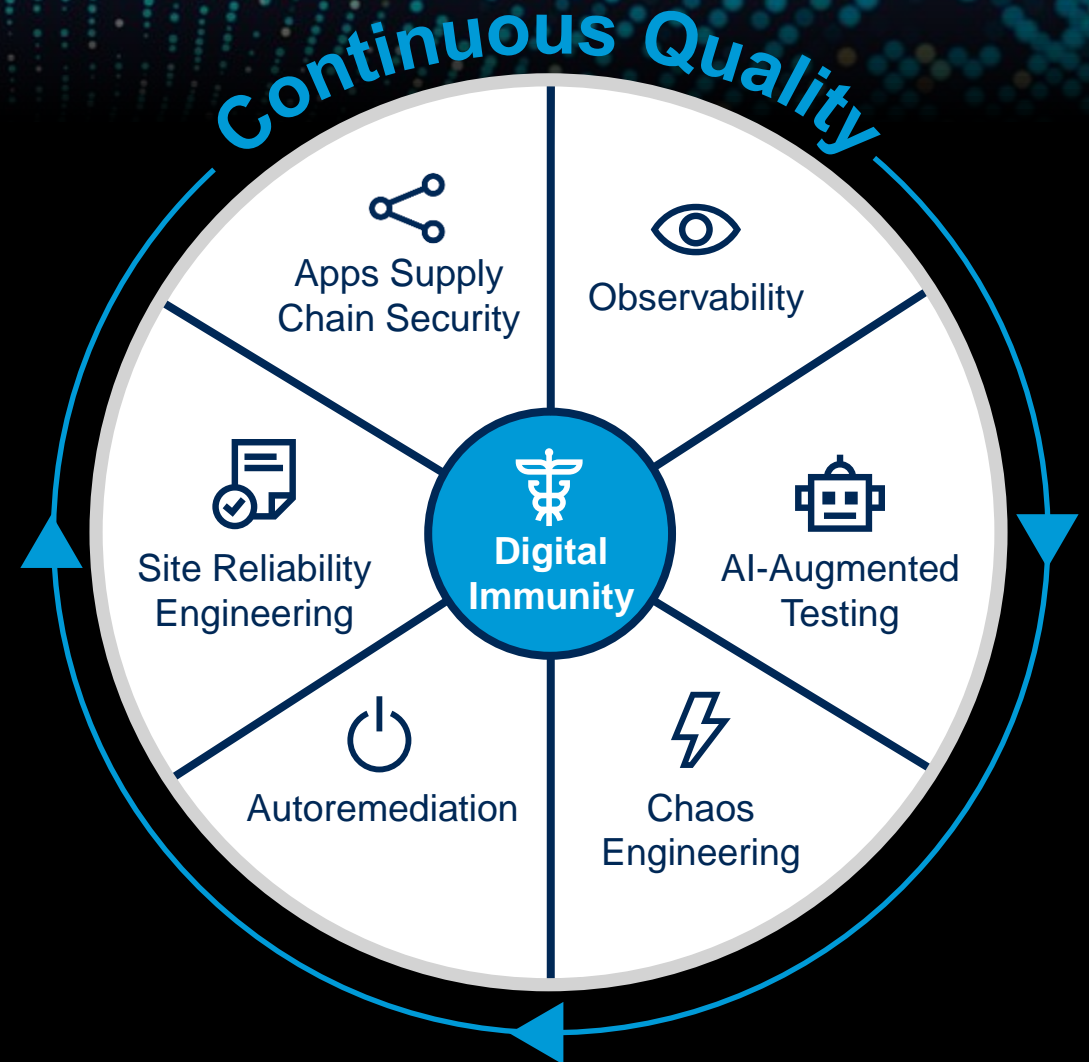 Continuous Quality
Observability
AI-Augmented
Testing
Chaos
Engineering
Autoremediation
Site Reliability
Engineering
Apps Supply
Chain Security
Digital
Immunity